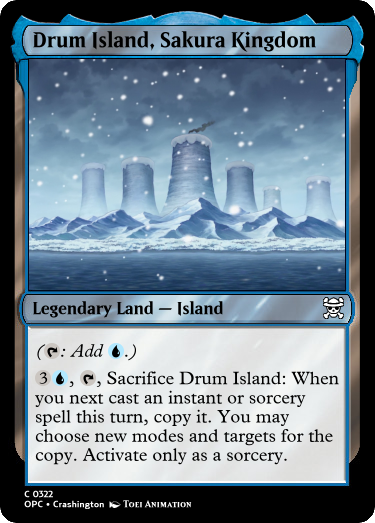 Drum Island, Sakura Kingdom
Legendary Land — Island
(: Add .)
3 , , Sacrifice Drum Island: When
you next cast an instant or sorcery
spell this turn, copy it. You may
choose new modes and targets for the
copy. Activate only as a sorcery.
C 0322
OPC • Crashington Toei Animation